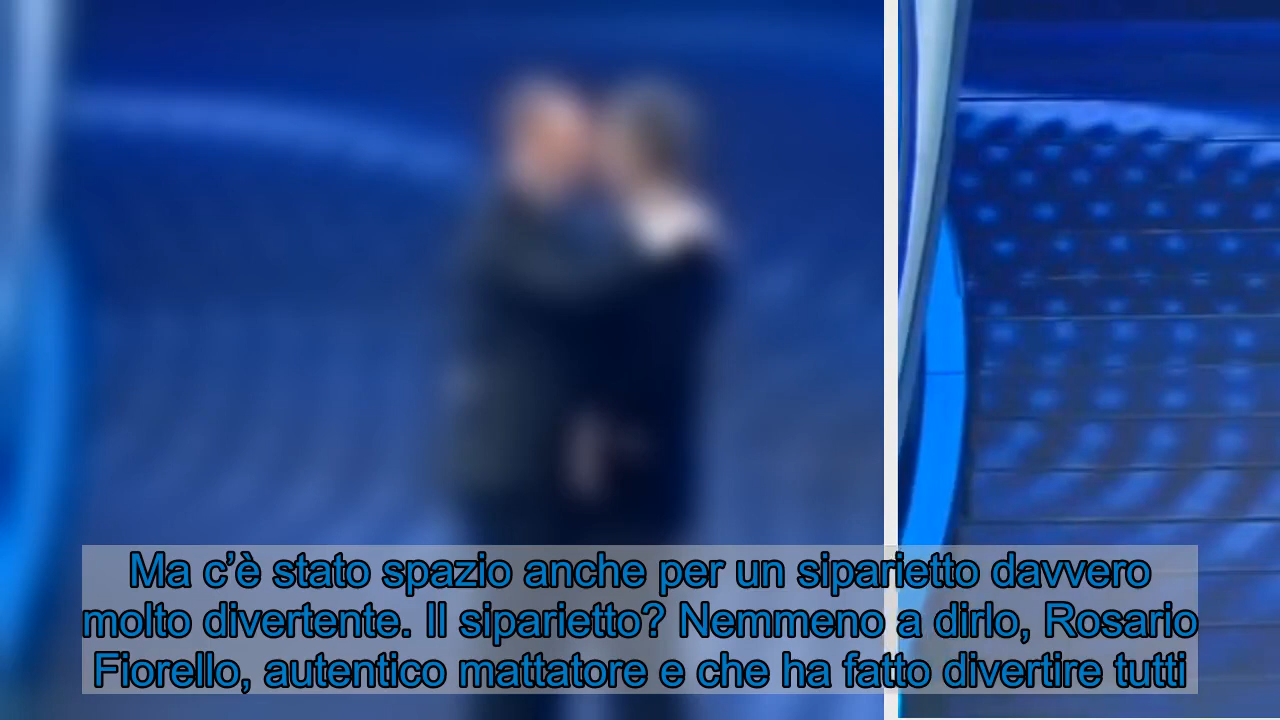 Ma c’è stato spazio anche per un siparietto davvero
molto divertente. Il siparietto? Nemmeno a dirlo, Rosario
Fiorello, autentico mattatore e che ha fatto divertire tutti